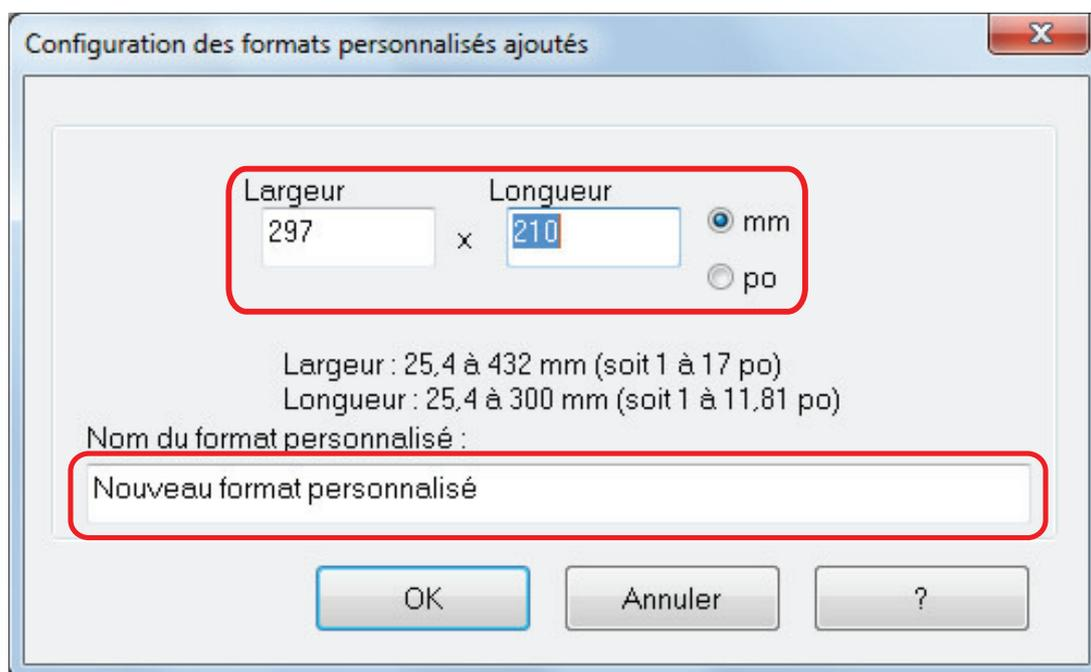 Configuration des formats personnalisés ajoutés
Largeur Longueur
297 x 210 mm
po
Largeur : 25,4 à 432 mm (soit 1 à 17 po)
Longueur : 25,4 à 300 mm (soit 1 à 11,81 po)
Nom du format personnalisé :
Nouveau format personnalisé
OK Annuler ?